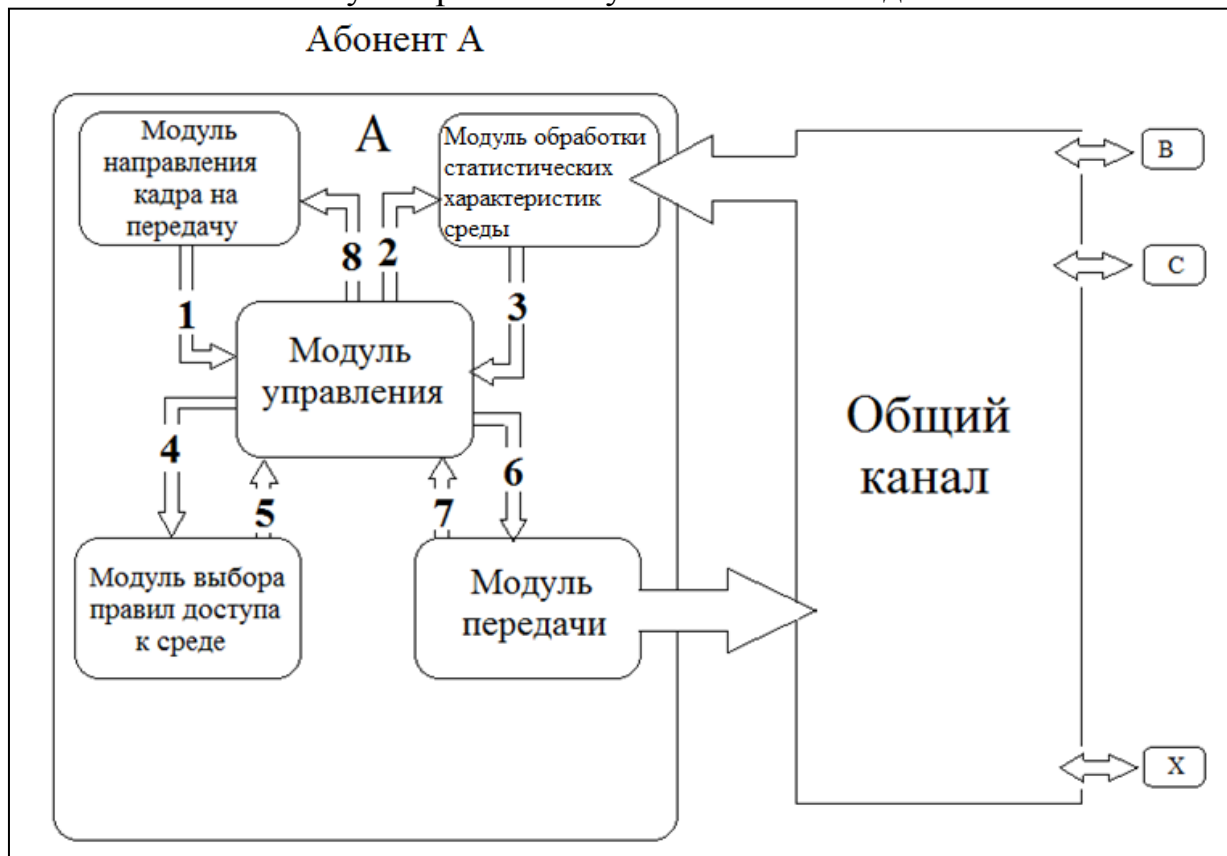 Абонент А
Модуль
направления
кадра на
передачу
А
Модуль обработки
статистических
характеристик
среды
8
2
1
3
Модуль
управления
4
5
7
6
Модуль выбора
правил доступа
к среде
Модуль
передачи
Общий
канал
B
C
X